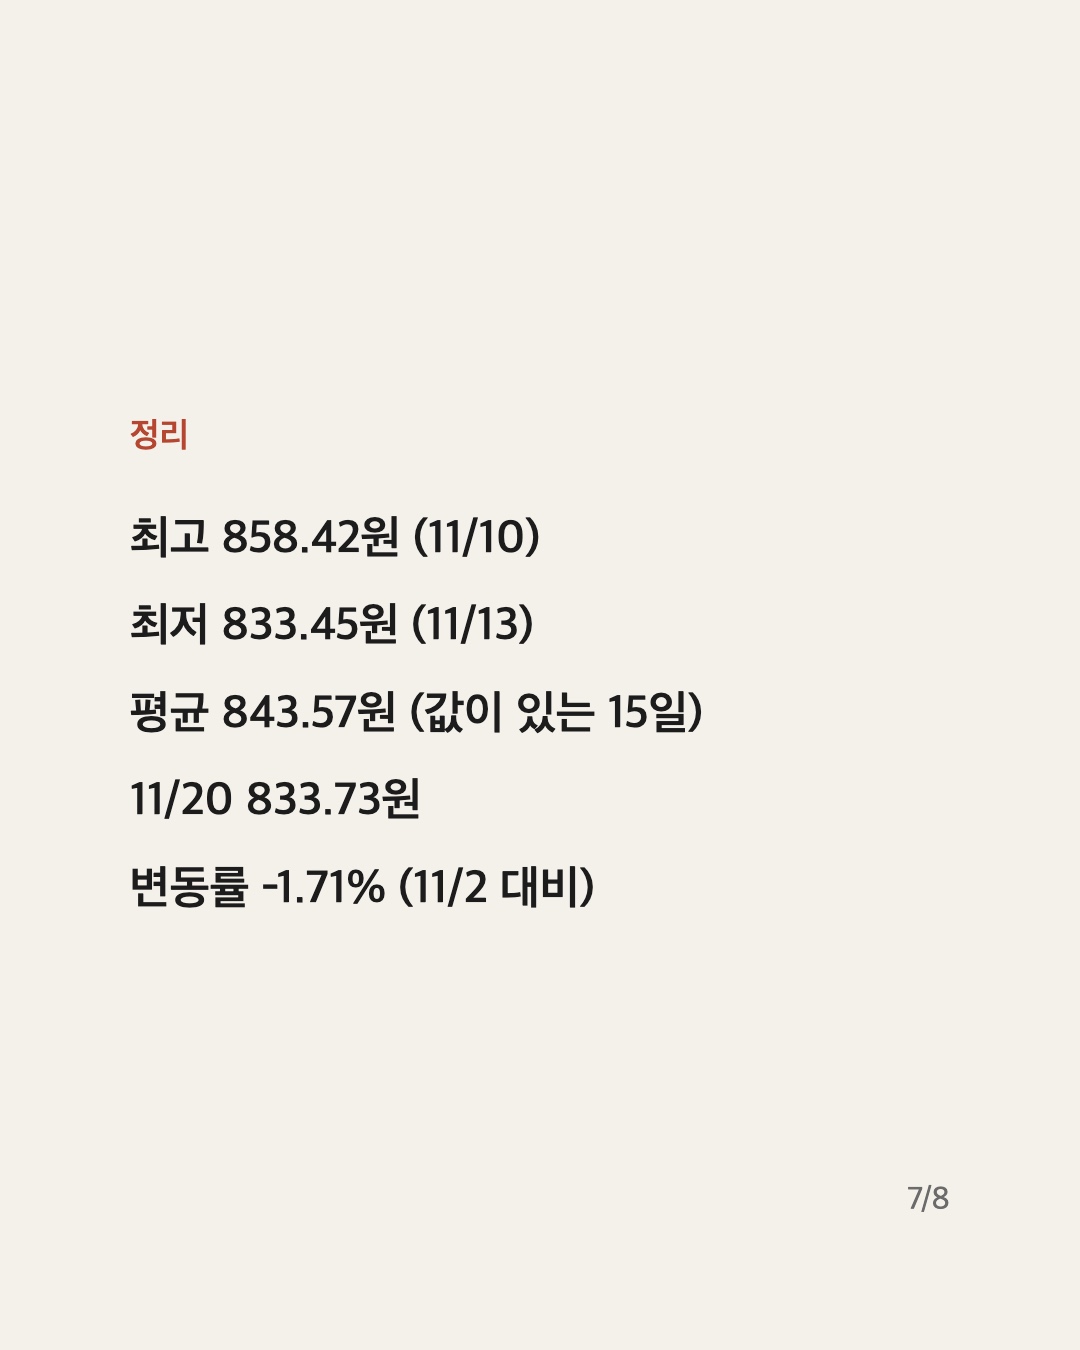 정리
최고 858.42원 (11/10)
최저 833.45원 (11/13)
평균 843.57원 (값이 있는 15일)
11/20 833.73원
변동률 -1.71% (11/2 대비)
7/8